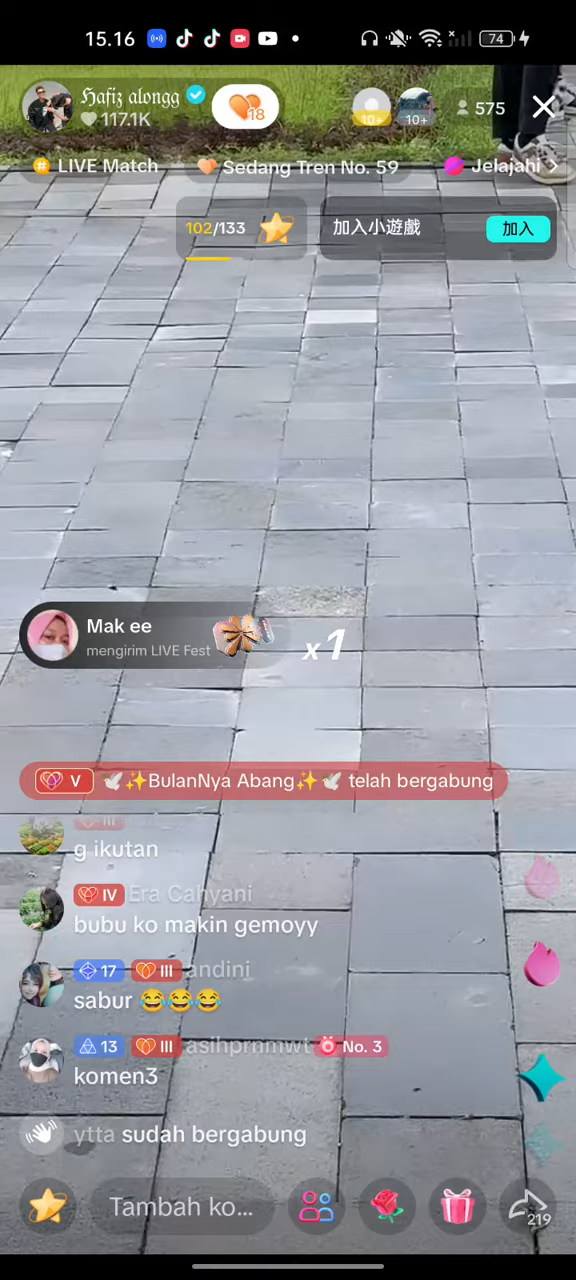 15.16
74
Hafiz alongg
117.1K
18
10+
10+
575
LIVE Match
Sedang Tren No. 59
Jelajahi
102/133
加入小遊戲
加入
Mak ee
mengirim LIVE Fest
x1
V 🕊✨BulanNya Abang✨🕊 telah bergabung
III
g ikutan
IV Era Cahyani
bubu ko makin gemoyy
17 III andini
sabur 😂😂😂
13 III asihprnmwt No. 3
komen3
ytta sudah bergabung
Tambah ko...
219